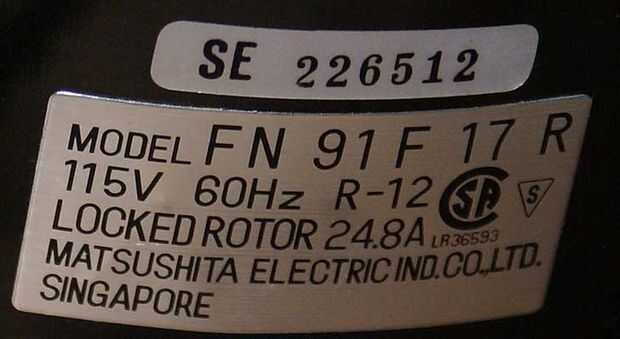 SE 226512
MODEL FN 91 F 17 R
115V 60Hz R-12 SA S
LOCKED ROTOR 24.8A LR36593
MATSUSHITA ELECTRIC IND.CO.,LTD.
SINGAPORE